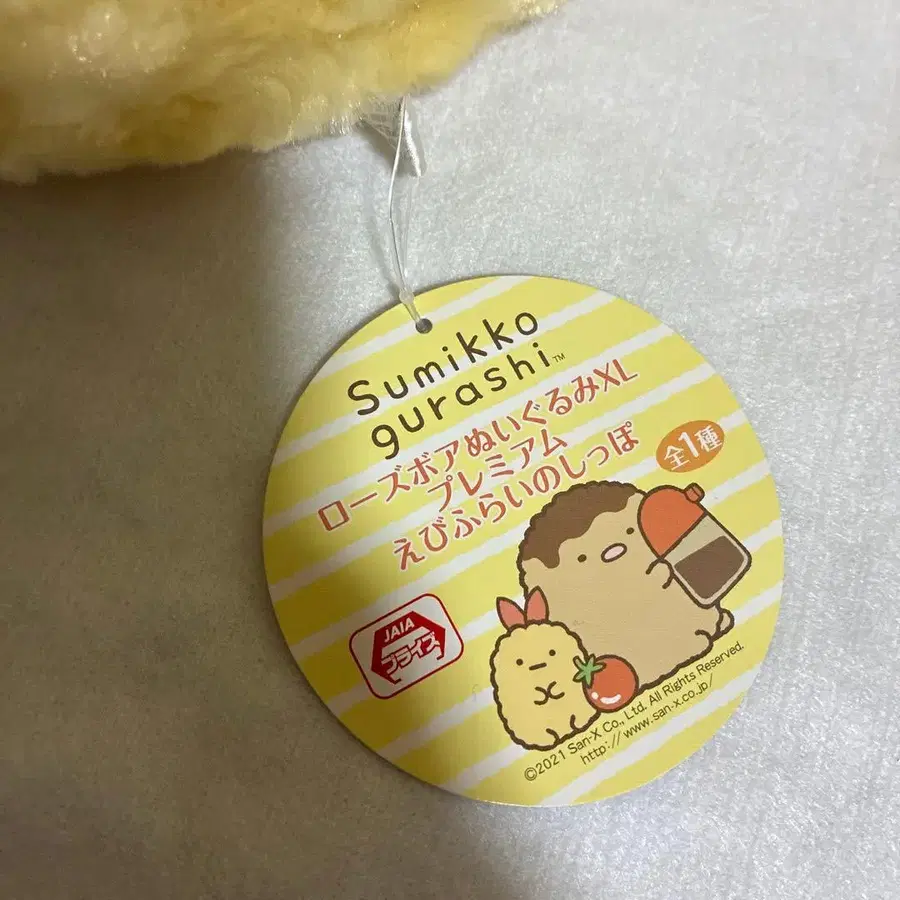 Sumikko
gurashi™
ローズボアぬいぐるみXL
プレミアム
えびふらいのしっぽ
全1種
JAIA
プライズ
©2021 San-X Co., Ltd. All Rights Reserved.
http://www.san-x.co.jp/